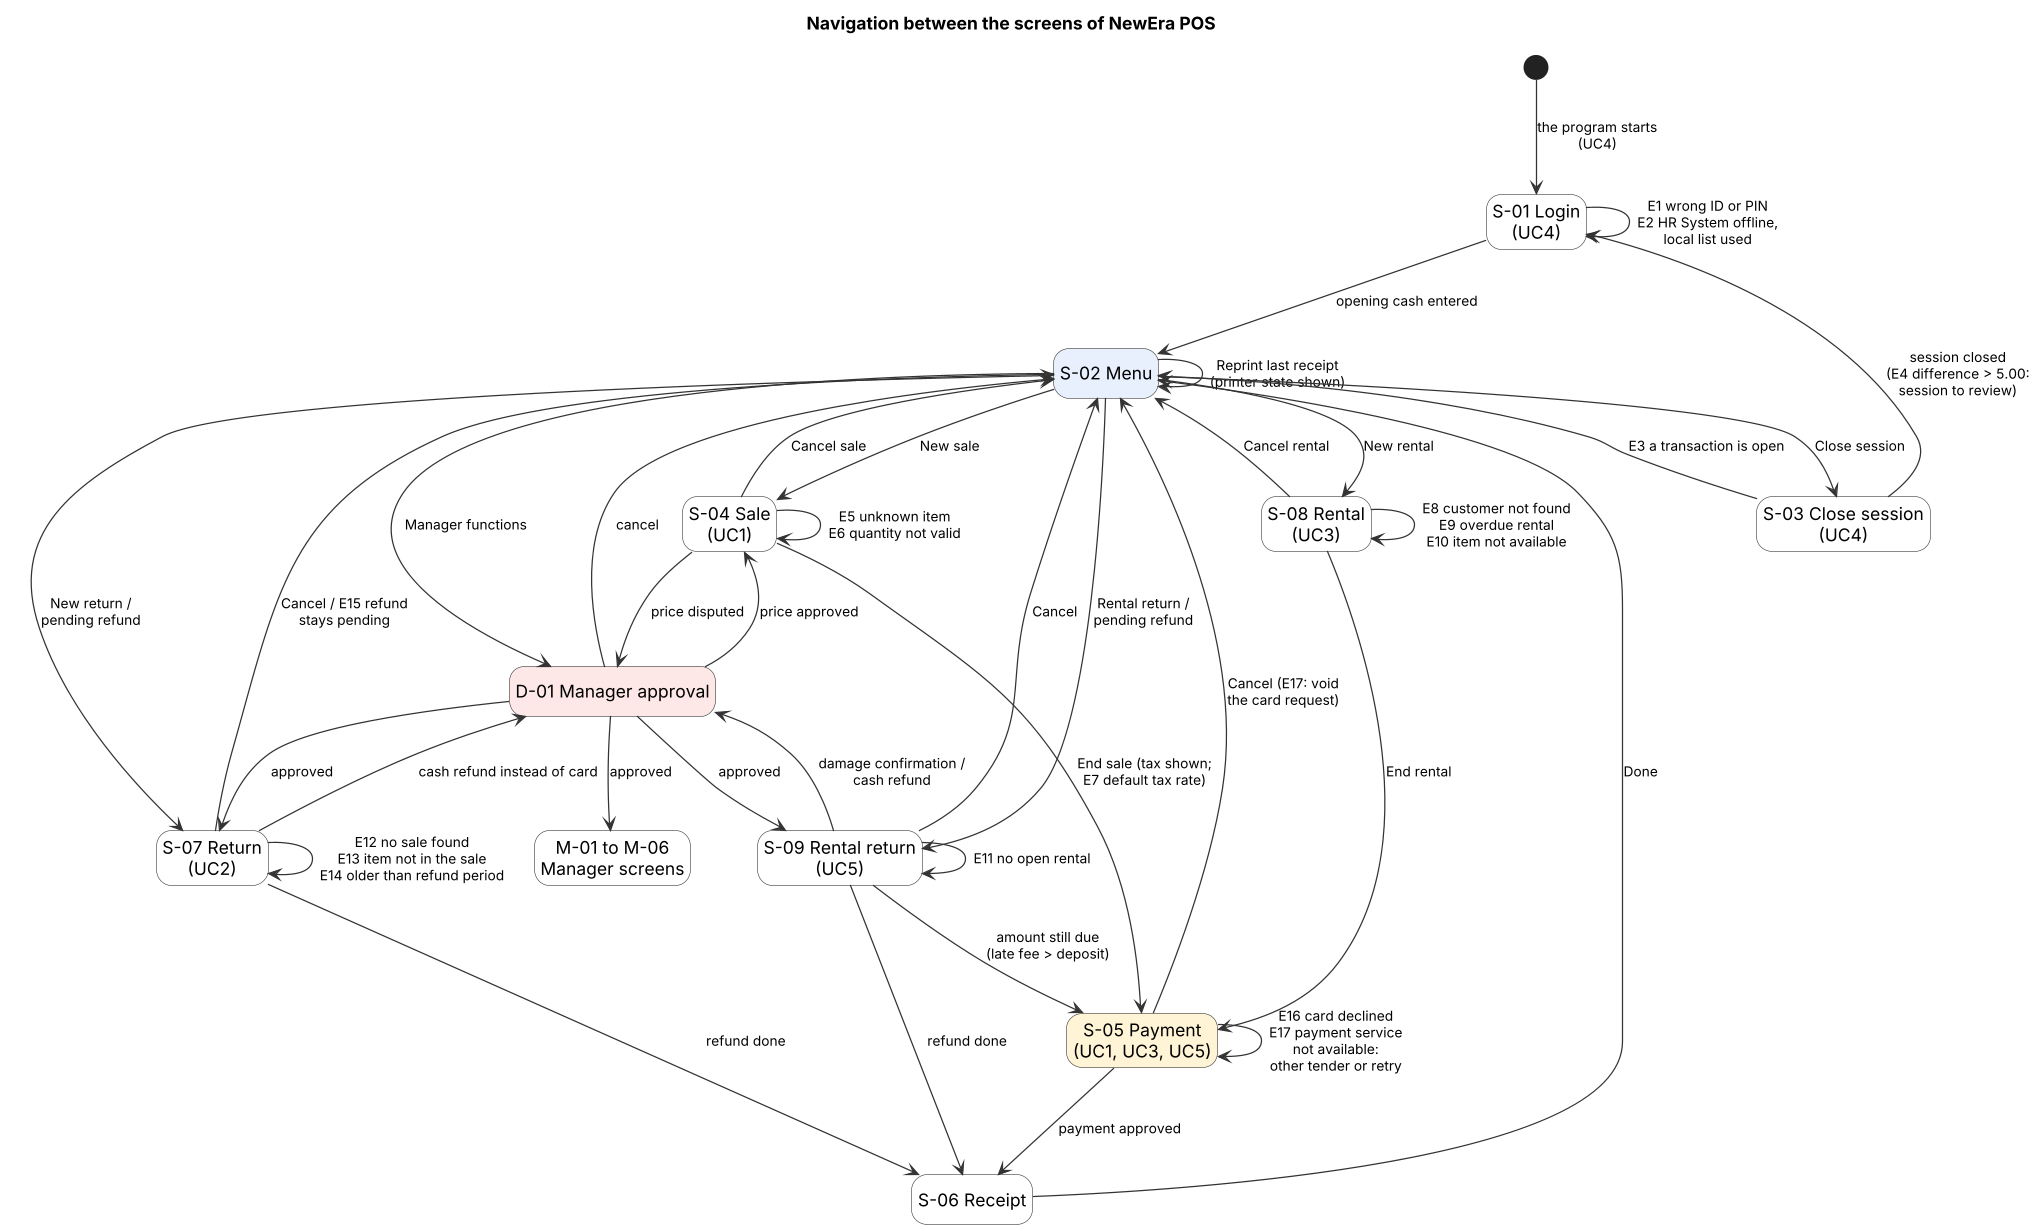 Navigation between the screens of NewEra POS
the program starts
(UC4)
S-01 Login
(UC4)
E1 wrong ID or PIN
E2 HR System offline,
local list used
opening cash entered
S-02 Menu
Reprint last receipt
(printer state shown)
session closed
(E4 difference > 5.00:
session to review)
Cancel sale
New sale
Cancel rental
New rental
E3 a transaction is open
Close session
Manager functions
cancel
S-04 Sale
(UC1)
E5 unknown item
E6 quantity not valid
S-08 Rental
(UC3)
E8 customer not found
E9 overdue rental
E10 item not available
S-03 Close session
(UC4)
New return /
pending refund
Cancel / E15 refund
stays pending
price disputed
price approved
Cancel
Rental return /
pending refund
D-01 Manager approval
Cancel (E17: void
the card request)
approved
cash refund instead of card
approved
approved
damage confirmation /
cash refund
End sale (tax shown;
E7 default tax rate)
End rental
Done
S-07 Return
(UC2)
E12 no sale found
E13 item not in the sale
E14 older than refund period
M-01 to M-06
Manager screens
S-09 Rental return
(UC5)
E11 no open rental
amount still due
(late fee > deposit)
refund done
refund done
S-05 Payment
(UC1, UC3, UC5)
E16 card declined
E17 payment service
not available:
other tender or retry
payment approved
S-06 Receipt